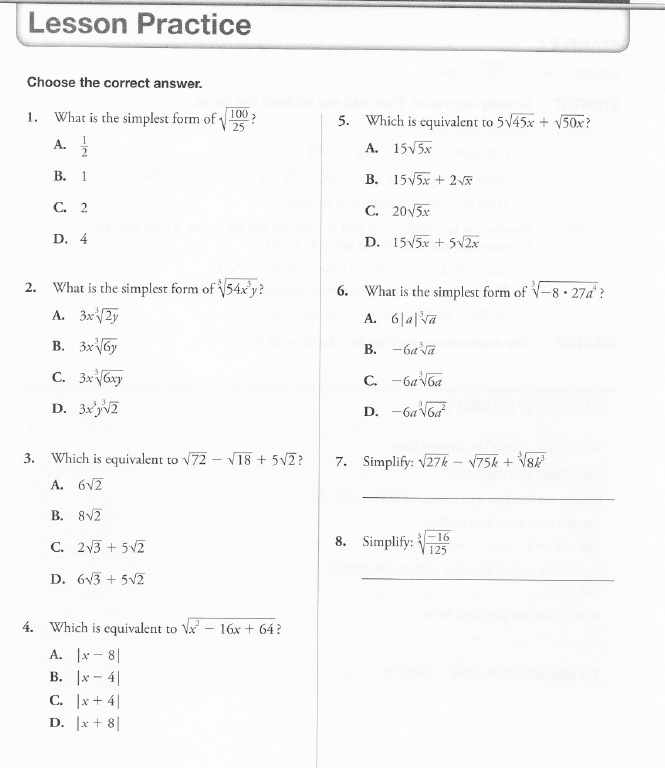 Lesson Practice
Choose the correct answer.
1. What is the simplest form of √(100/25)?
A. 1/2
B. 1
C. 2
D. 4
2. What is the simplest form of ∛(54x³y)?
A. 3x∛(2y)
B. 3x∛(6y)
C. 3x∛(6xy)
D. 3x³y∛2
3. Which is equivalent to √72 − √18 + 5√2?
A. 6√2
B. 8√2
C. 2√3 + 5√2
D. 6√3 + 5√2
4. Which is equivalent to √(x² − 16x + 64)?
A. |x − 8|
B. |x − 4|
C. |x + 4|
D. |x + 8|
5. Which is equivalent to 5√(45x) + √(50x)?
A. 15√(5x)
B. 15√(5x) + 2√x
C. 20√(5x)
D. 15√(5x) + 5√(2x)
6. What is the simplest form of ∛(−8 · 27a⁴)?
A. 6|a|∛a
B. −6a∛a
C. −6a∛(6a)
D. −6a∛(6a²)
7. Simplify: √(27k) − √(75k) + ∛(8k³)
8. Simplify: ∛(−16/125)